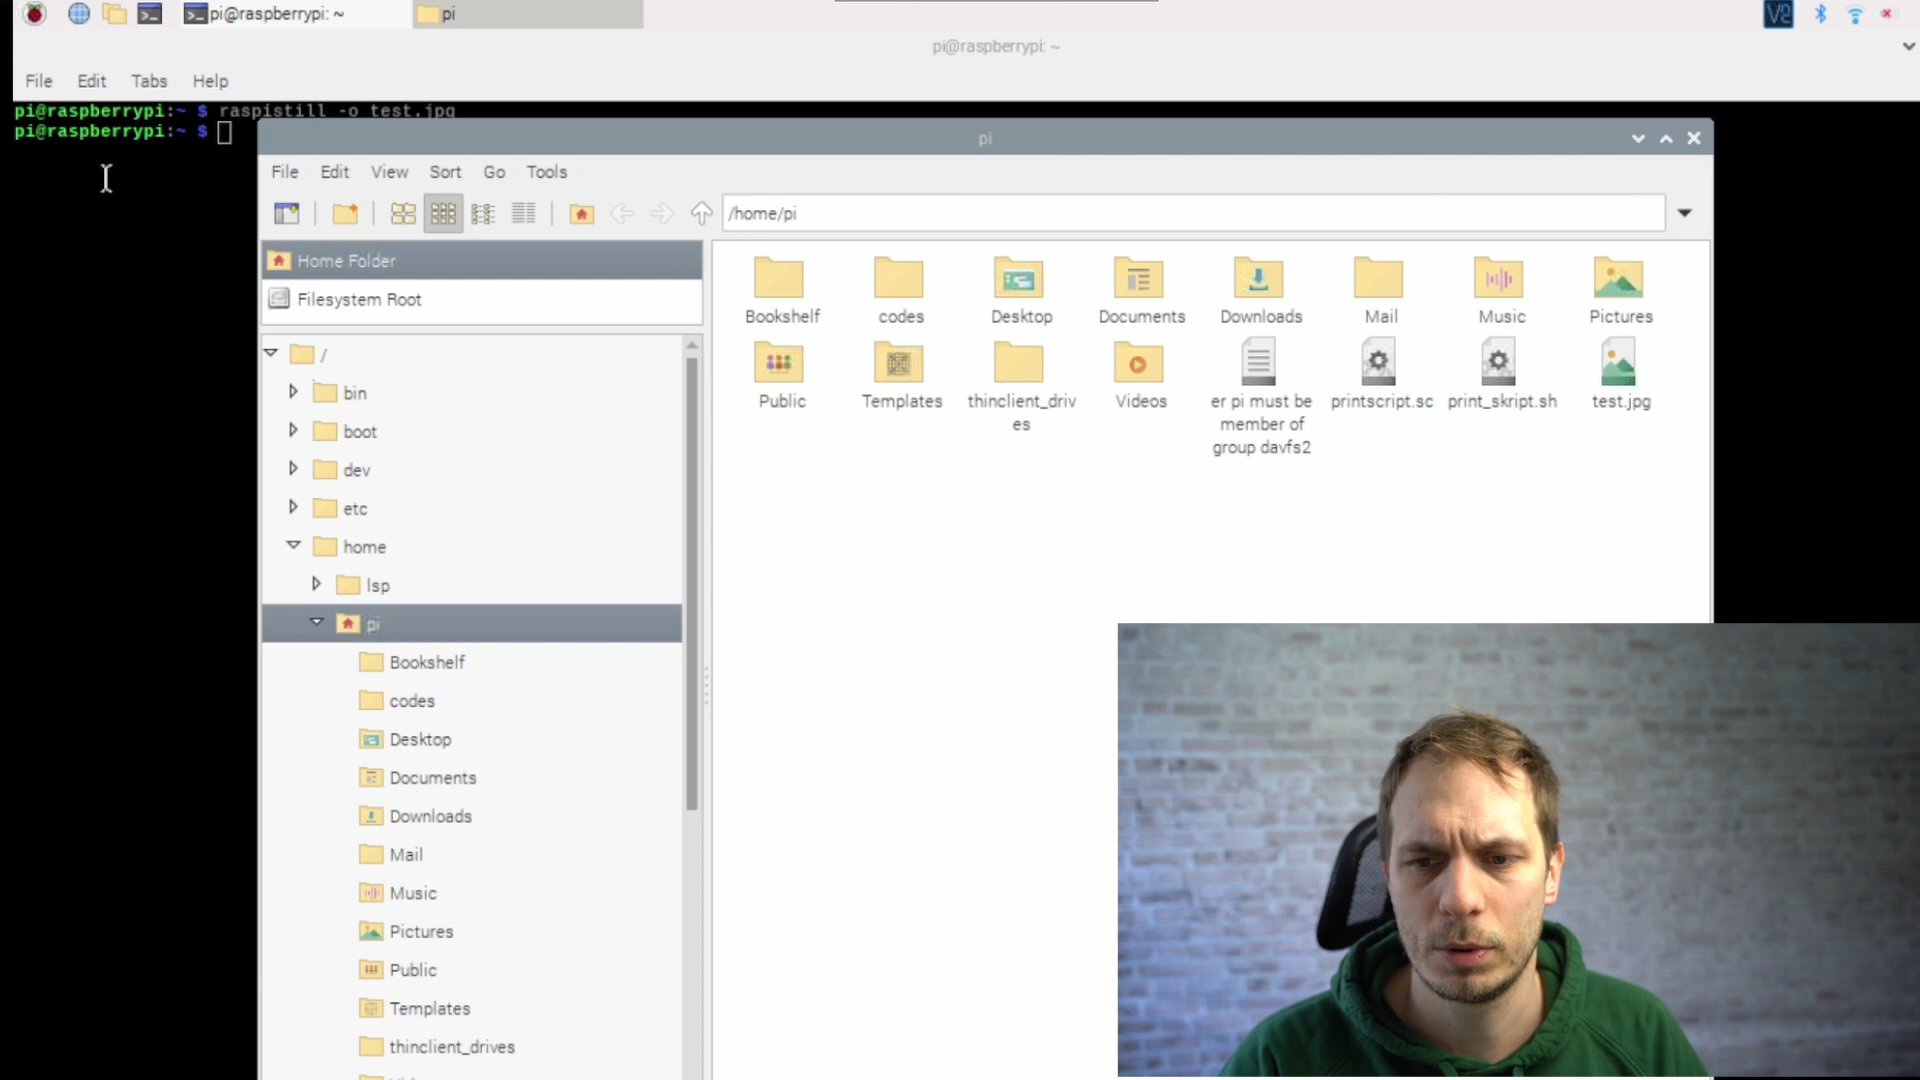 pi@raspberrypi: ~
pi
pi@raspberrypi: ~
File Edit Tabs Help
pi@raspberrypi:~ $ raspistill -o test.jpg
pi@raspberrypi:~ $
pi
File Edit View Sort Go Tools
/home/pi
Home Folder
Filesystem Root
/
bin
boot
dev
etc
home
lsp
pi
Bookshelf
codes
Desktop
Documents
Downloads
Mail
Music
Pictures
Public
Templates
thinclient_drives
Bookshelf codes Desktop Documents Downloads Mail Music Pictures
Public Templates thinclient_driv Videos er pi must be printscript.sc print_skript.sh test.jpg
es member of
group davfs2